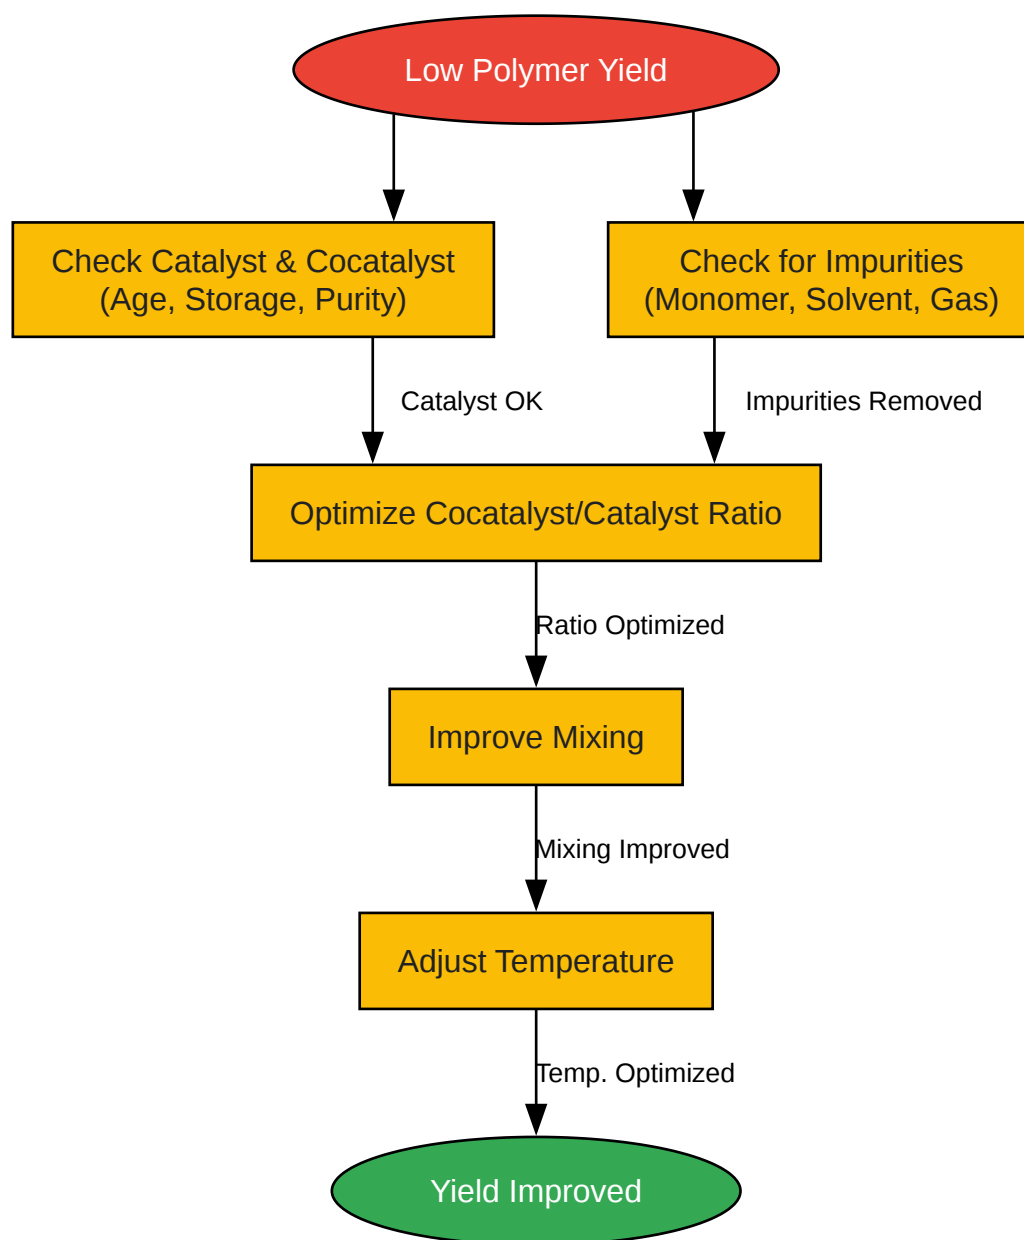 Low Polymer Yield
Check Catalyst & Cocatalyst
(Age, Storage, Purity)
Check for Impurities
(Monomer, Solvent, Gas)
Catalyst OK
Impurities Removed
Optimize Cocatalyst/Catalyst Ratio
Ratio Optimized
Improve Mixing
Mixing Improved
Adjust Temperature
Temp. Optimized
Yield Improved